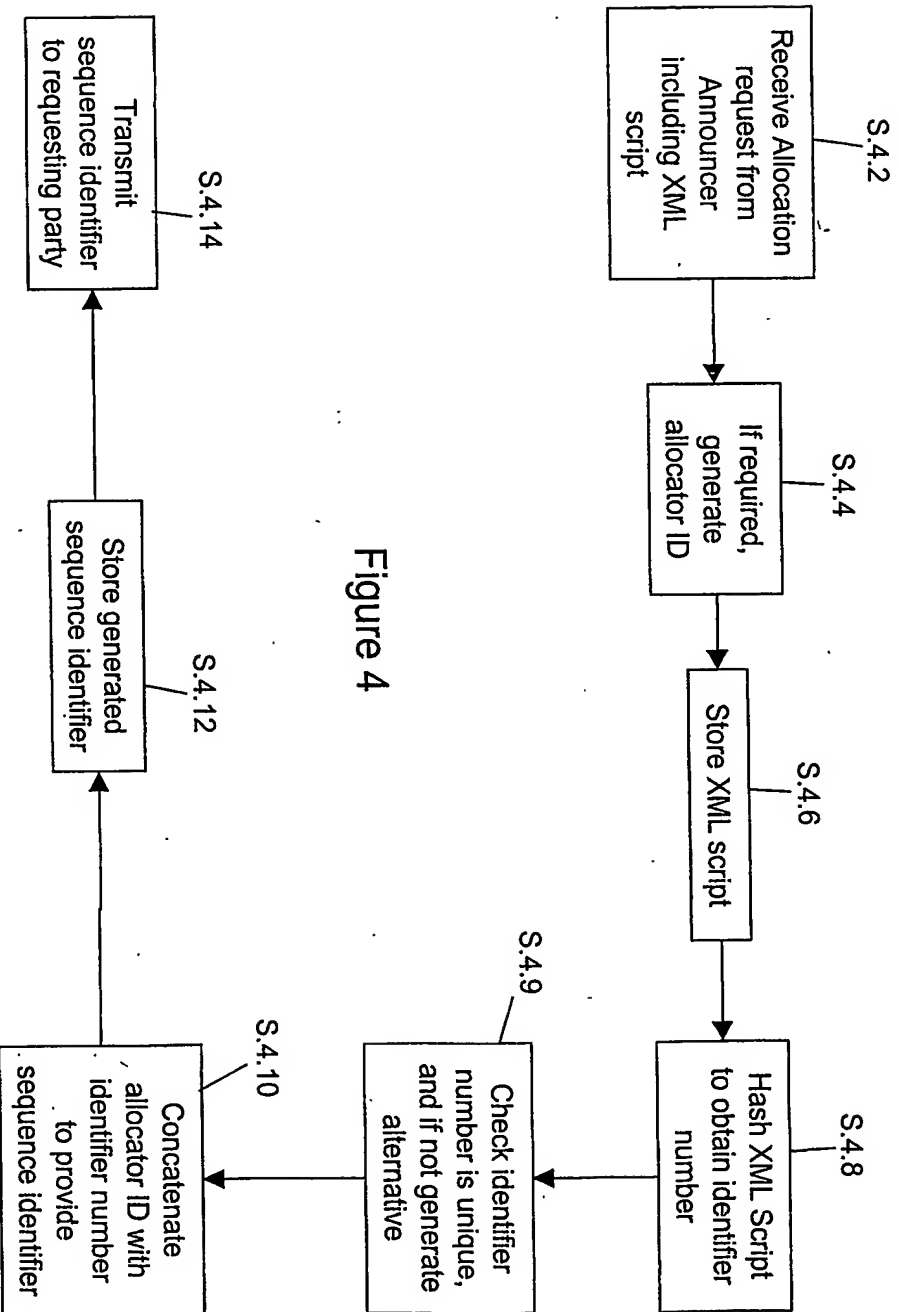 S.4.2
Receive Allocation
request from
Announcer
including XML
script
S.4.4
If required,
generate
allocator ID
S.4.6
Store XML script
S.4.8
Hash XML Script
to obtain identifier
number
S.4.9
Check identifier
number is unique,
and if not generate
alternative
S.4.10
Concatenate
allocator ID with
identifier number
to provide
sequence identifier
S.4.12
Store generated
sequence identifier
S.4.14
Transmit
sequence identifier
to requesting party
Figure 4